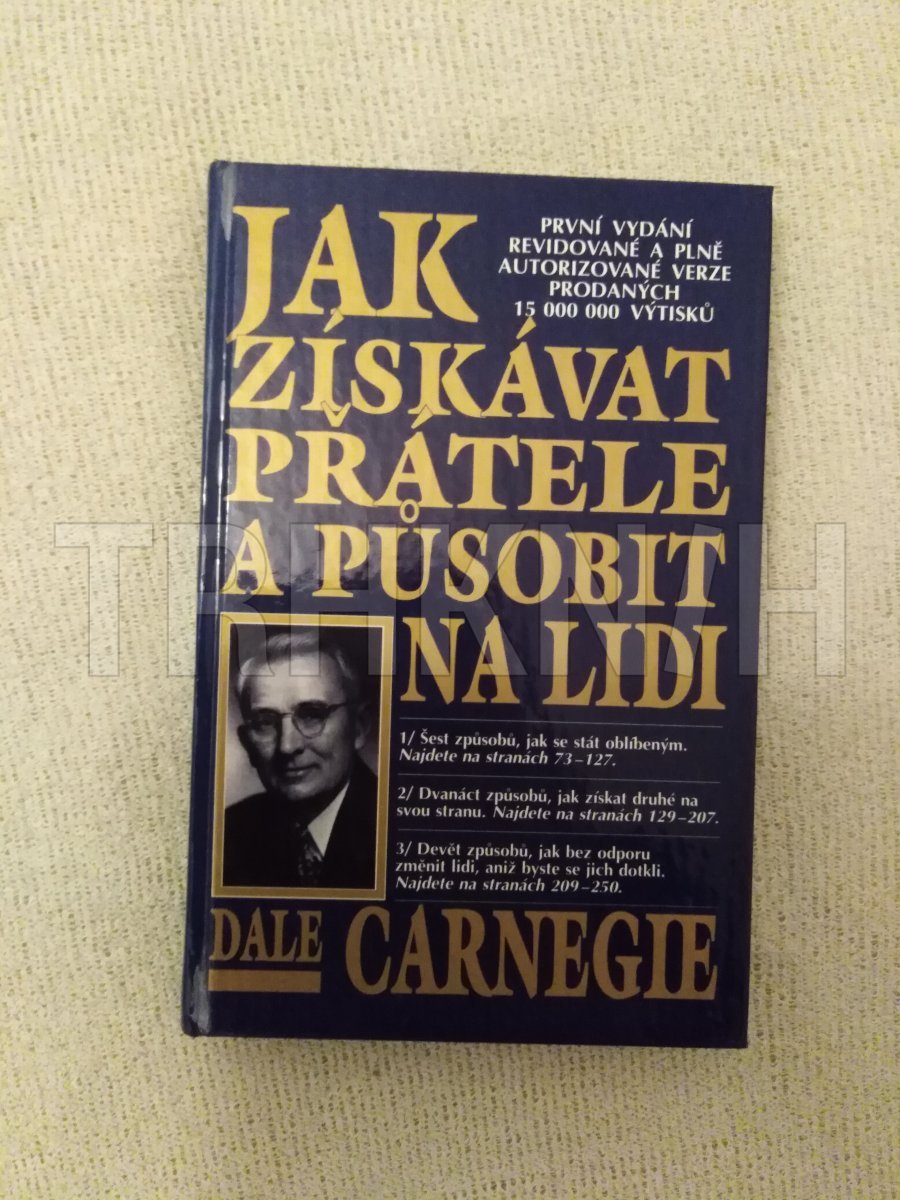 JAK
ZÍSKÁVAT
PŘÁTELE
A PŮSOBIT
NA LIDI
PRVNÍ VYDÁNÍ
REVIDOVANÉ A PLNĚ
AUTORIZOVANÉ VERZE
PRODANÝCH
15 000 000 VÝTISKŮ
1/ Šest způsobů, jak se stát oblíbeným.
Najdete na stranách 73–127.
2/ Dvanáct způsobů, jak získat druhé na
svou stranu. Najdete na stranách 129–207.
3/ Devět způsobů, jak bez odporu
změnit lidi, aniž byste se jich dotkli.
Najdete na stranách 209–250.
DALE CARNEGIE